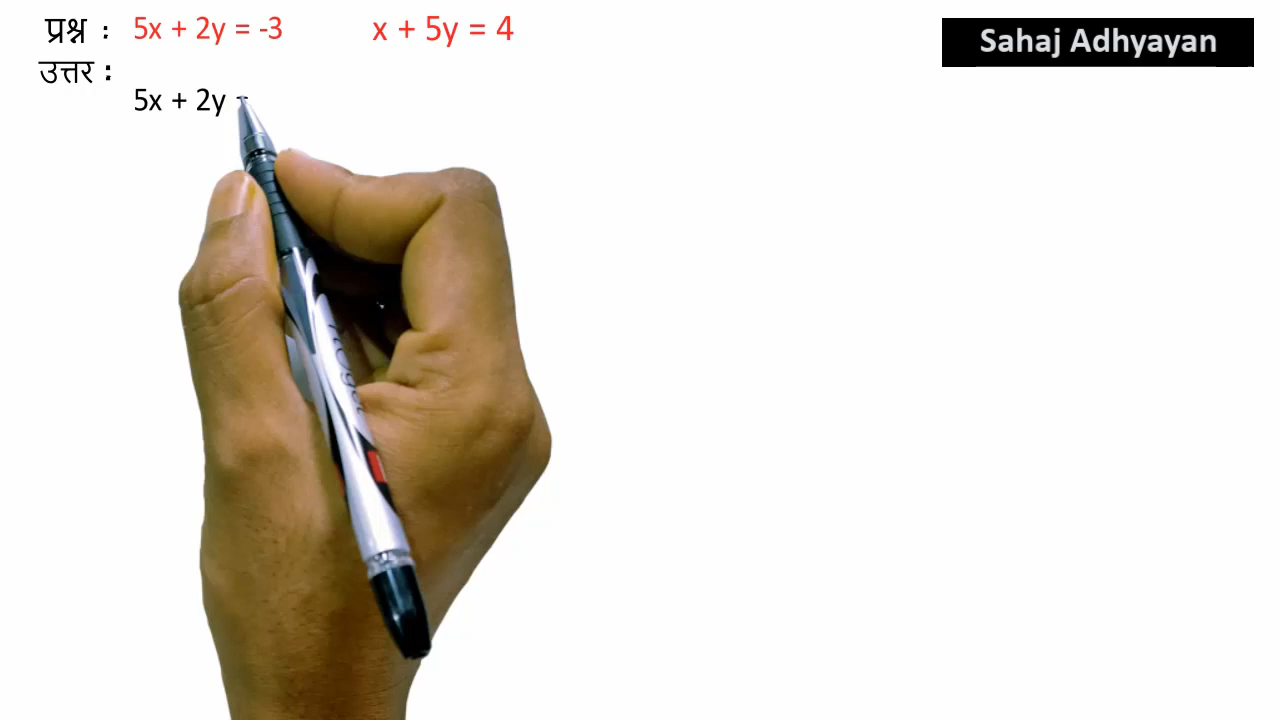 प्रश्न : 5x + 2y = -3 x + 5y = 4
Sahaj Adhyayan
उत्तर :
5x + 2y